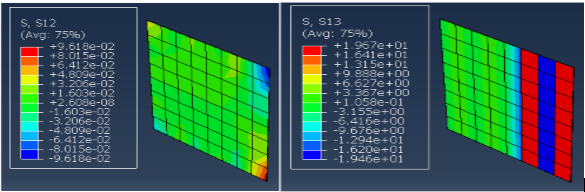 S, S12
(Avg: 75%)
+9.618e-02
+8.015e-02
+6.412e-02
+4.809e-02
+3.206e-02
+1.603e-02
+2.608e-08
-1.603e-02
-3.206e-02
-4.809e-02
-6.412e-02
-8.015e-02
-9.618e-02
S, S13
(Avg: 75%)
+1.967e+01
+1.641e+01
+1.315e+01
+9.888e+00
+6.627e+00
+3.367e+00
+1.058e-01
-3.155e+00
-6.416e+00
-9.676e+00
-1.294e+01
-1.620e+01
-1.946e+01